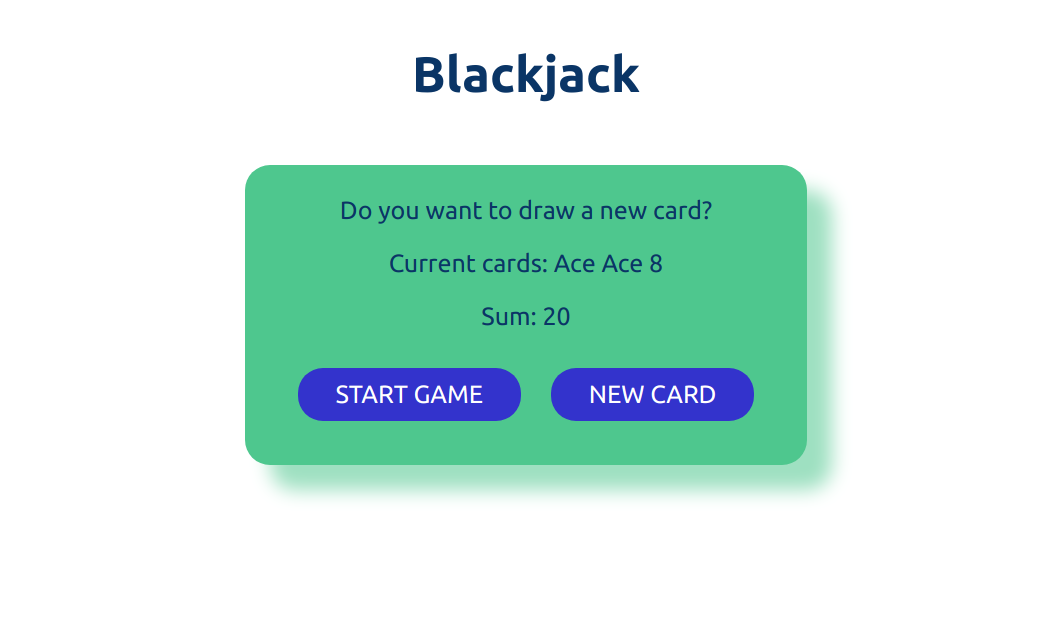 Blackjack
Do you want to draw a new card?
Current cards: Ace Ace 8
Sum: 20
START GAME
NEW CARD